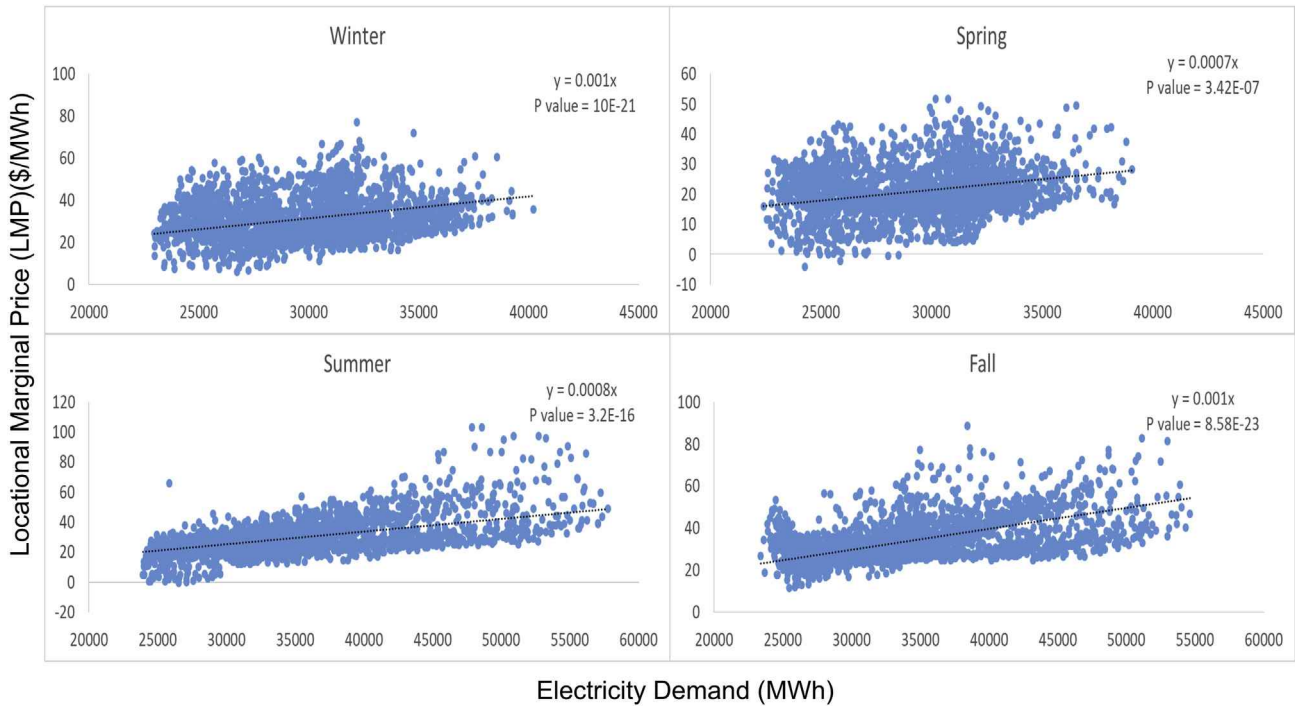 Locational Marginal Price (LMP)($/MWh)
Winter
y = 0.001x
P value = 10E-21
100
80
60
40
20
0
20000 25000 30000 35000 40000 45000
Spring
y = 0.0007x
P value = 3.42E-07
60
50
40
30
20
10
0
-10
20000 25000 30000 35000 40000 45000
Summer
y = 0.0008x
P value = 3.2E-16
120
100
80
60
40
20
0
-20
20000 25000 30000 35000 40000 45000 50000 55000 60000
Fall
y = 0.001x
P value = 8.58E-23
100
80
60
40
20
0
20000 25000 30000 35000 40000 45000 50000 55000 60000
Electricity Demand (MWh)